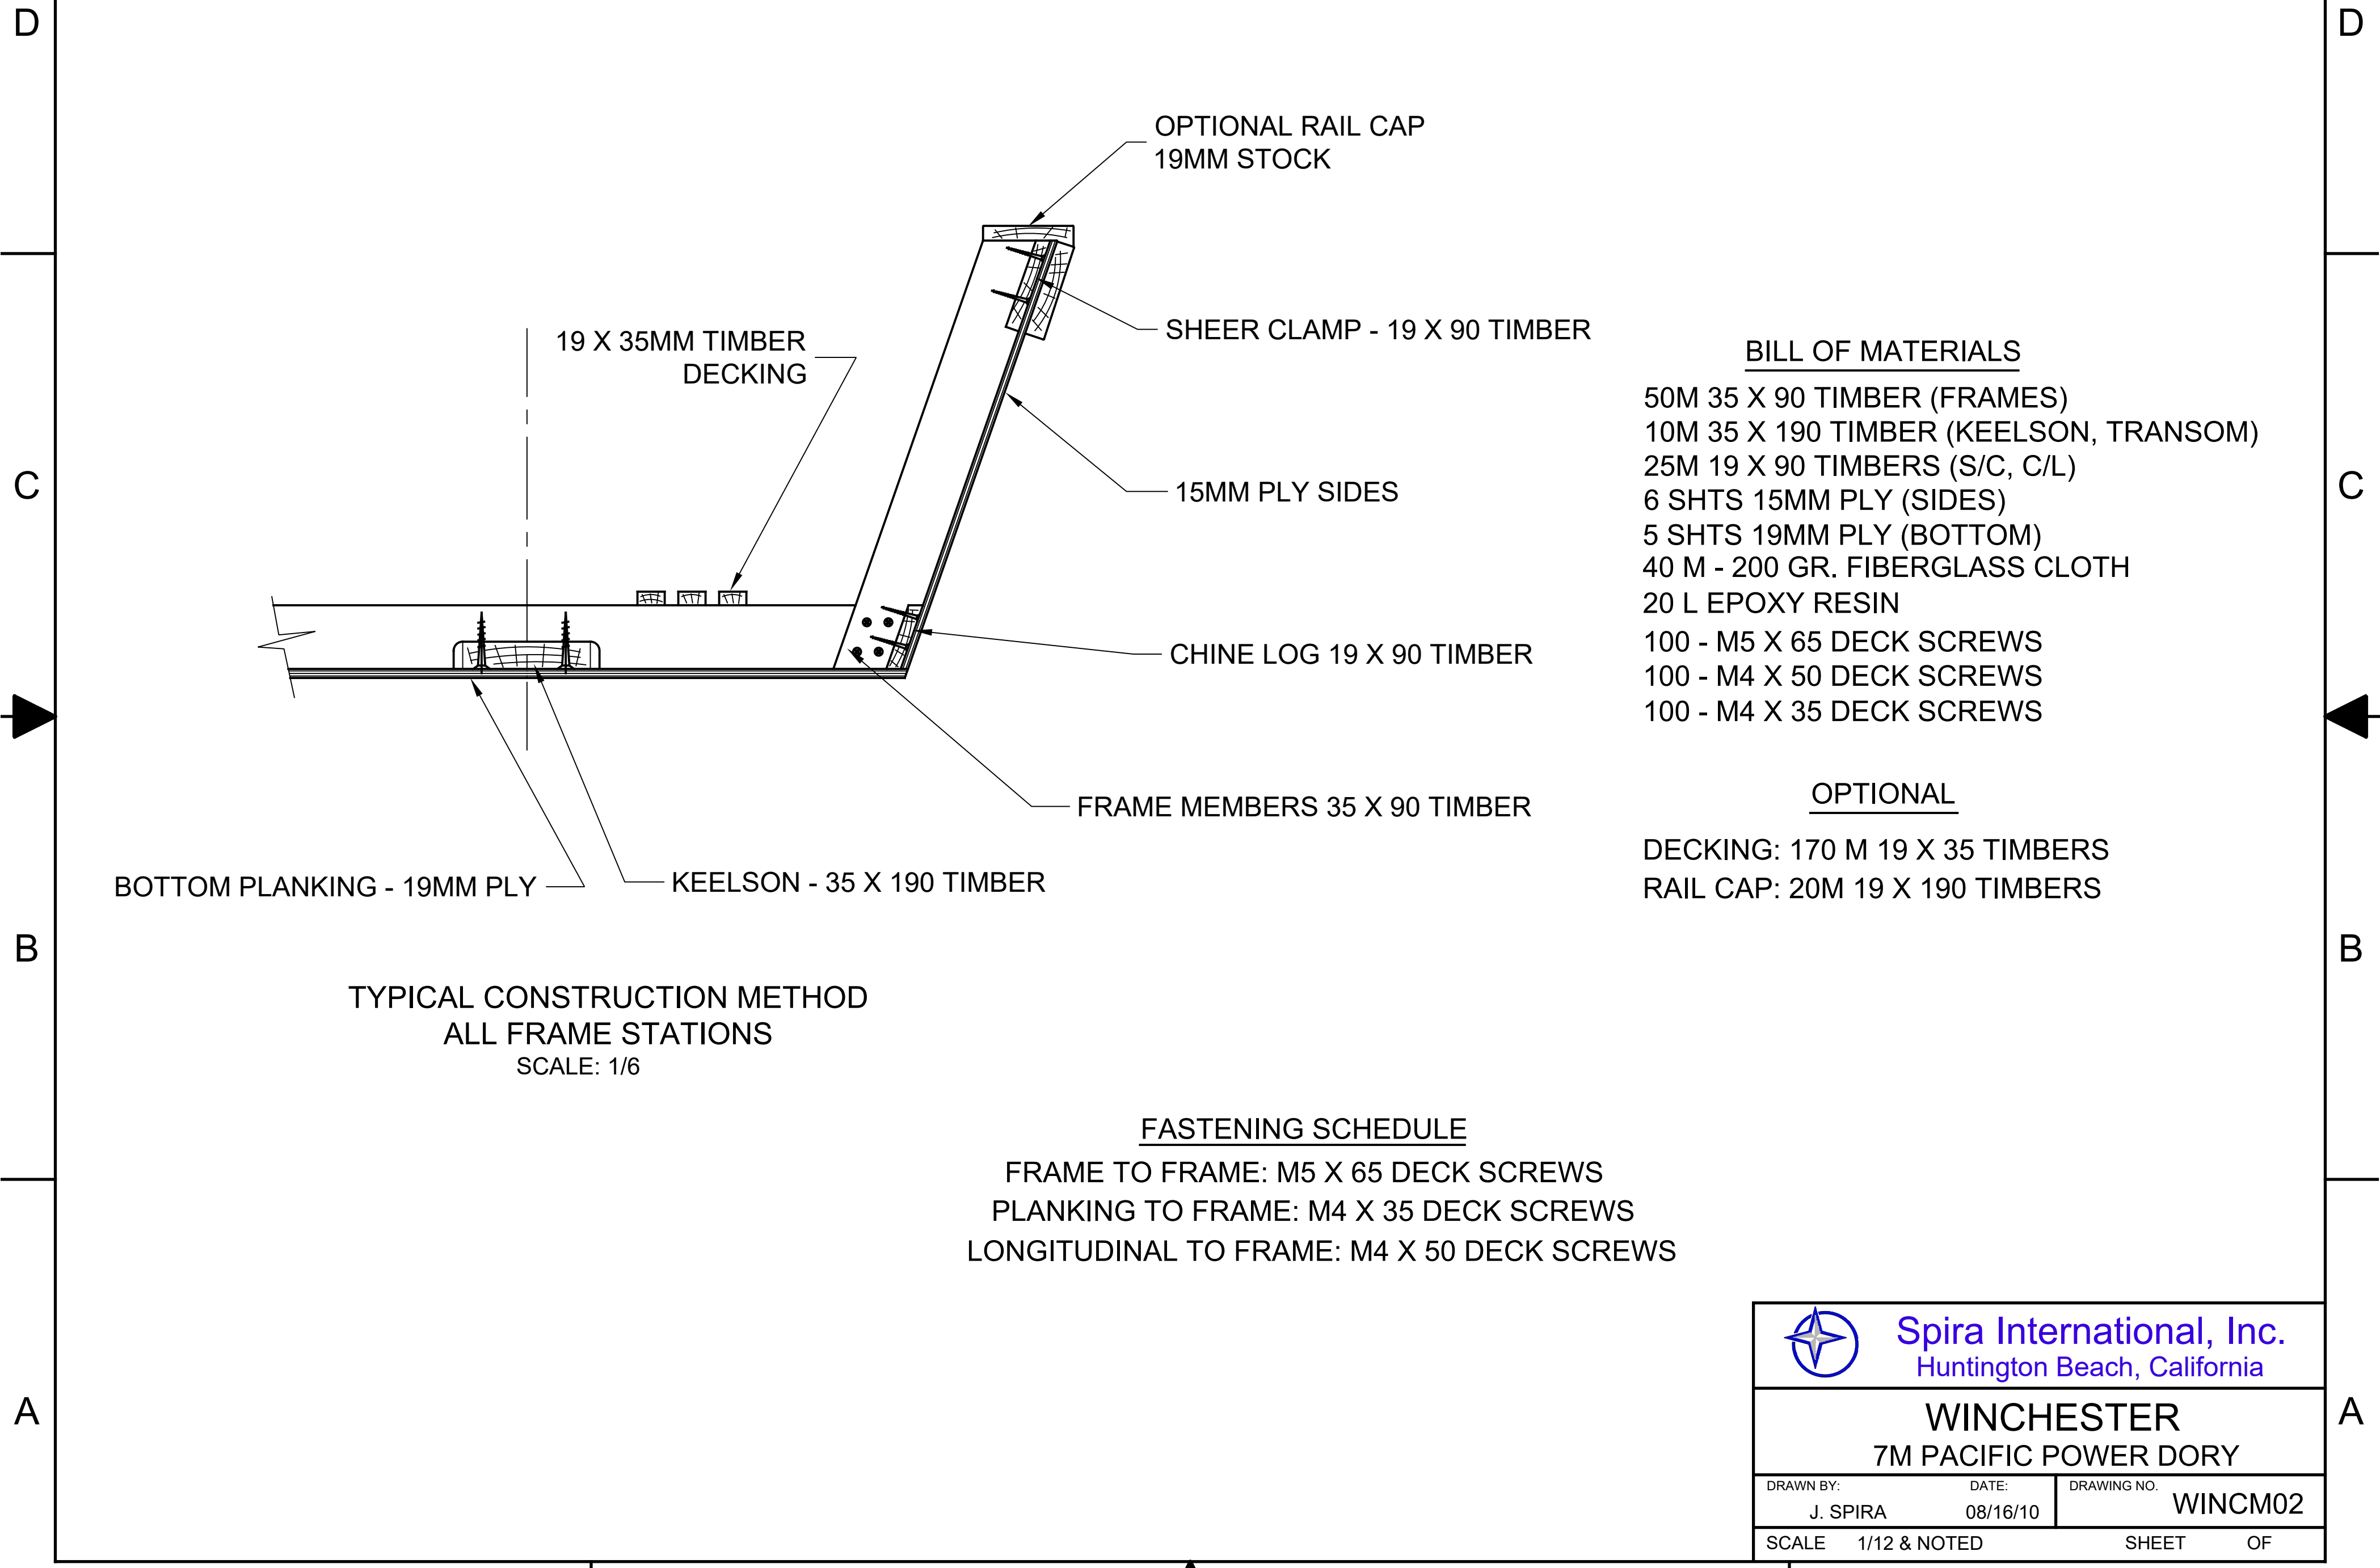 D
D
OPTIONAL RAIL CAP
19MM STOCK
19 X 35MM TIMBER
DECKING
SHEER CLAMP - 19 X 90 TIMBER
15MM PLY SIDES
CHINE LOG 19 X 90 TIMBER
FRAME MEMBERS 35 X 90 TIMBER
BOTTOM PLANKING - 19MM PLY
KEELSON - 35 X 190 TIMBER
C
C
BILL OF MATERIALS
50M 35 X 90 TIMBER (FRAMES)
10M 35 X 190 TIMBER (KEELSON, TRANSOM)
25M 19 X 90 TIMBERS (S/C, C/L)
6 SHTS 15MM PLY (SIDES)
5 SHTS 19MM PLY (BOTTOM)
40 M - 200 GR. FIBERGLASS CLOTH
20 L EPOXY RESIN
100 - M5 X 65 DECK SCREWS
100 - M4 X 50 DECK SCREWS
100 - M4 X 35 DECK SCREWS
OPTIONAL
DECKING: 170 M 19 X 35 TIMBERS
RAIL CAP: 20M 19 X 190 TIMBERS
B
B
TYPICAL CONSTRUCTION METHOD
ALL FRAME STATIONS
SCALE: 1/6
FASTENING SCHEDULE
FRAME TO FRAME: M5 X 65 DECK SCREWS
PLANKING TO FRAME: M4 X 35 DECK SCREWS
LONGITUDINAL TO FRAME: M4 X 50 DECK SCREWS
A
A
Spira International, Inc.
Huntington Beach, California
WINCHESTER
7M PACIFIC POWER DORY
DRAWN BY:
J. SPIRA
DATE:
08/16/10
DRAWING NO.
WINCM02
SCALE 1/12 & NOTED
SHEET OF